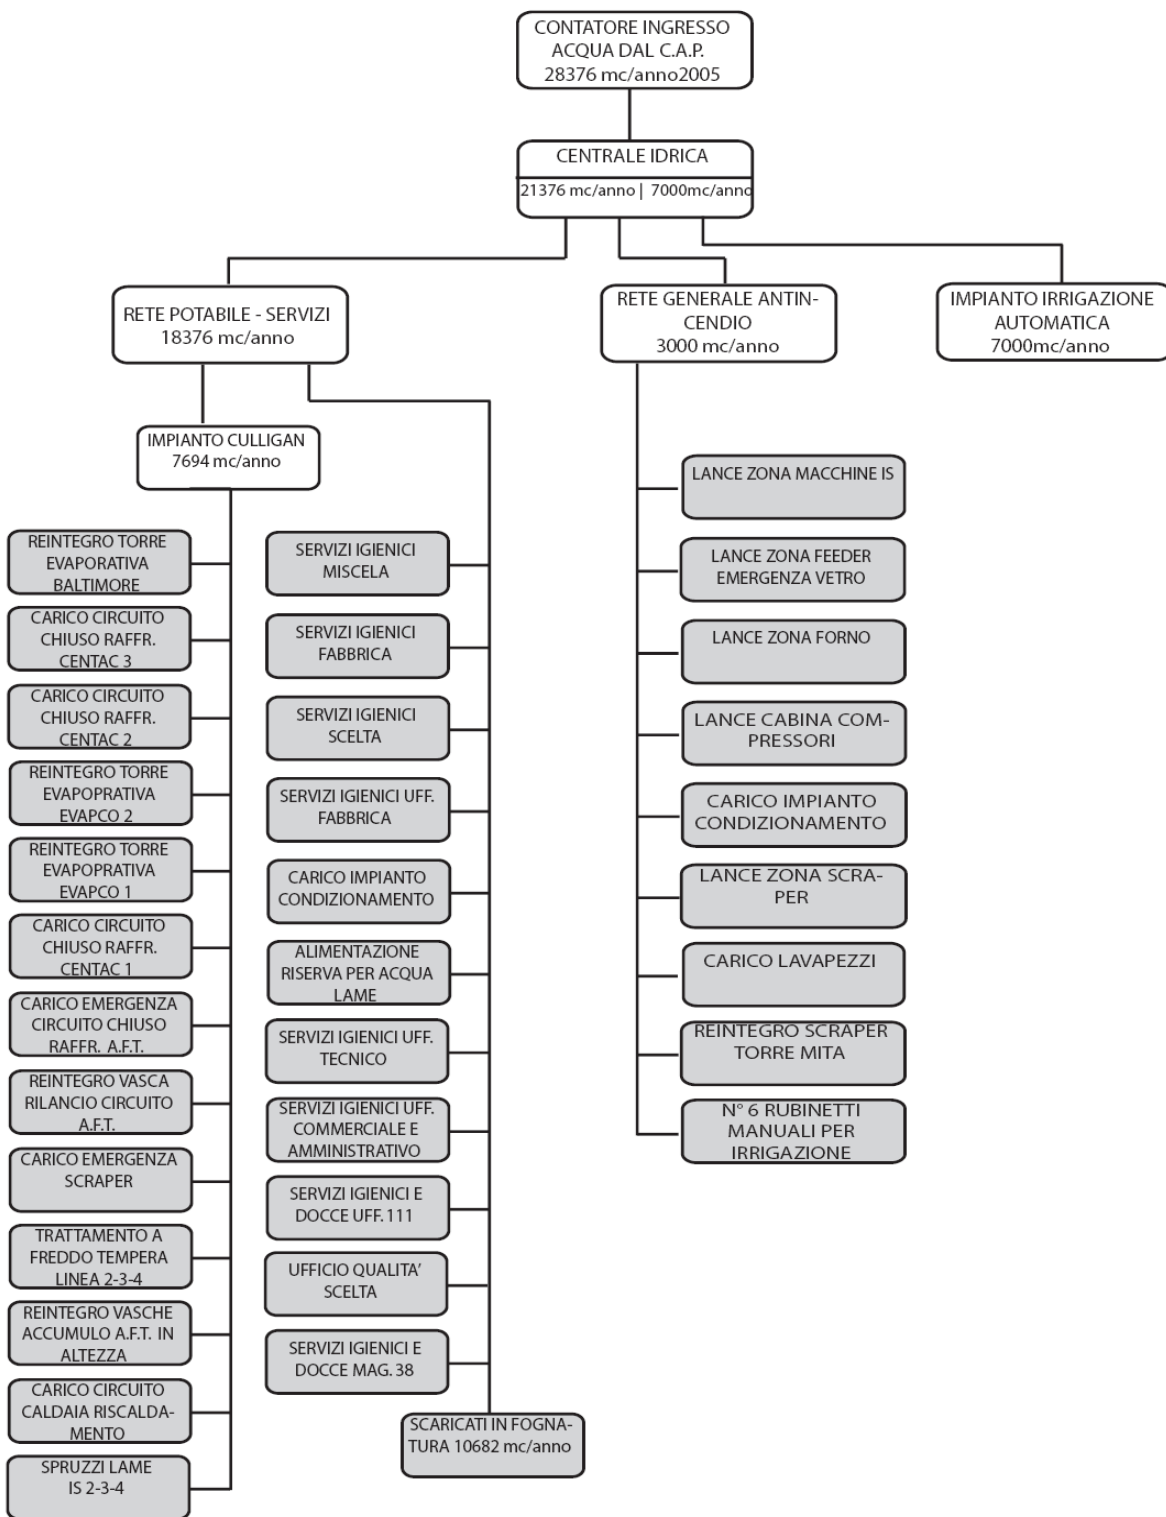 CONTATORE INGRESSO
ACQUA DAL C.A.P.
28376 mc/anno2005
CENTRALE IDRICA
21376 mc/anno | 7000mc/anno
RETE POTABILE - SERVIZI
18376 mc/anno
RETE GENERALE ANTIN-
CENDIO
3000 mc/anno
IMPIANTO IRRIGAZIONE
AUTOMATICA
7000mc/anno
IMPIANTO CULLIGAN
7694 mc/anno
REINTEGRO TORRE
EVAPORATIVA
BALTIMORE
CARICO CIRCUITO
CHIUSO RAFFR.
CENTAC 3
CARICO CIRCUITO
CHIUSO RAFFR.
CENTAC 2
REINTEGRO TORRE
EVAPOPRATIVA
EVAPCO 2
REINTEGRO TORRE
EVAPOPRATIVA
EVAPCO 1
CARICO CIRCUITO
CHIUSO RAFFR.
CENTAC 1
CARICO EMERGENZA
CIRCUITO CHIUSO
RAFFR. A.F.T.
REINTEGRO VASCA
RILANCIO CIRCUITO
A.F.T.
CARICO EMERGENZA
SCRAPER
TRATTAMENTO A
FREDDO TEMPERA
LINEA 2-3-4
REINTEGRO VASCHE
ACCUMULO A.F.T. IN
ALTEZZA
CARICO CIRCUITO
CALDAIA RISCALDA-
MENTO
SPRUZZI LAME
IS 2-3-4
SERVIZI IGIENICI
MISCELA
SERVIZI IGIENICI
FABBRICA
SERVIZI IGIENICI
SCELTA
SERVIZI IGIENICI UFF.
FABBRICA
CARICO IMPIANTO
CONDIZIONAMENTO
ALIMENTAZIONE
RISERVA PER ACQUA
LAME
SERVIZI IGIENICI UFF.
TECNICO
SERVIZI IGIENICI UFF.
COMMERCIALE E
AMMINISTRATIVO
SERVIZI IGIENICI E
DOCCE UFF. 111
UFFICIO QUALITA'
SCELTA
SERVIZI IGIENICI E
DOCCE MAG. 38
SCARICATI IN FOGNA-
TURA 10682 mc/anno
LANCE ZONA MACCHINE IS
LANCE ZONA FEEDER
EMERGENZA VETRO
LANCE ZONA FORNO
LANCE CABINA COM-
PRESSORI
CARICO IMPIANTO
CONDIZIONAMENTO
LANCE ZONA SCRA-
PER
CARICO LAVAPEZZI
REINTEGRO SCRAPER
TORRE MITA
N° 6 RUBINETTI
MANUALI PER
IRRIGAZIONE